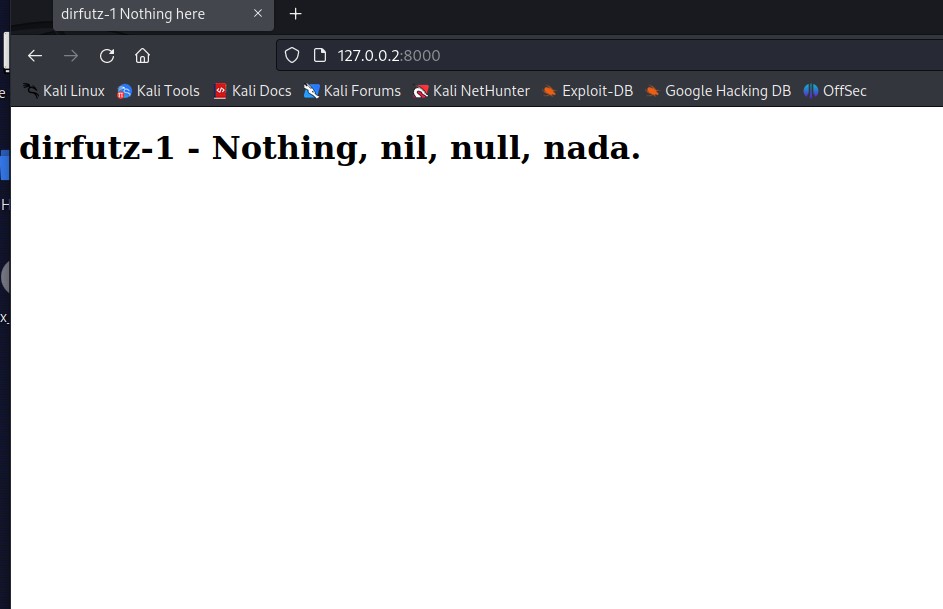 dirfutz-1 Nothing here
127.0.0.2:8000
e
Kali Linux Kali Tools Kali Docs Kali Forums Kali NetHunter Exploit-DB Google Hacking DB OffSec
dirfutz-1 - Nothing, nil, null, nada.
H
x_